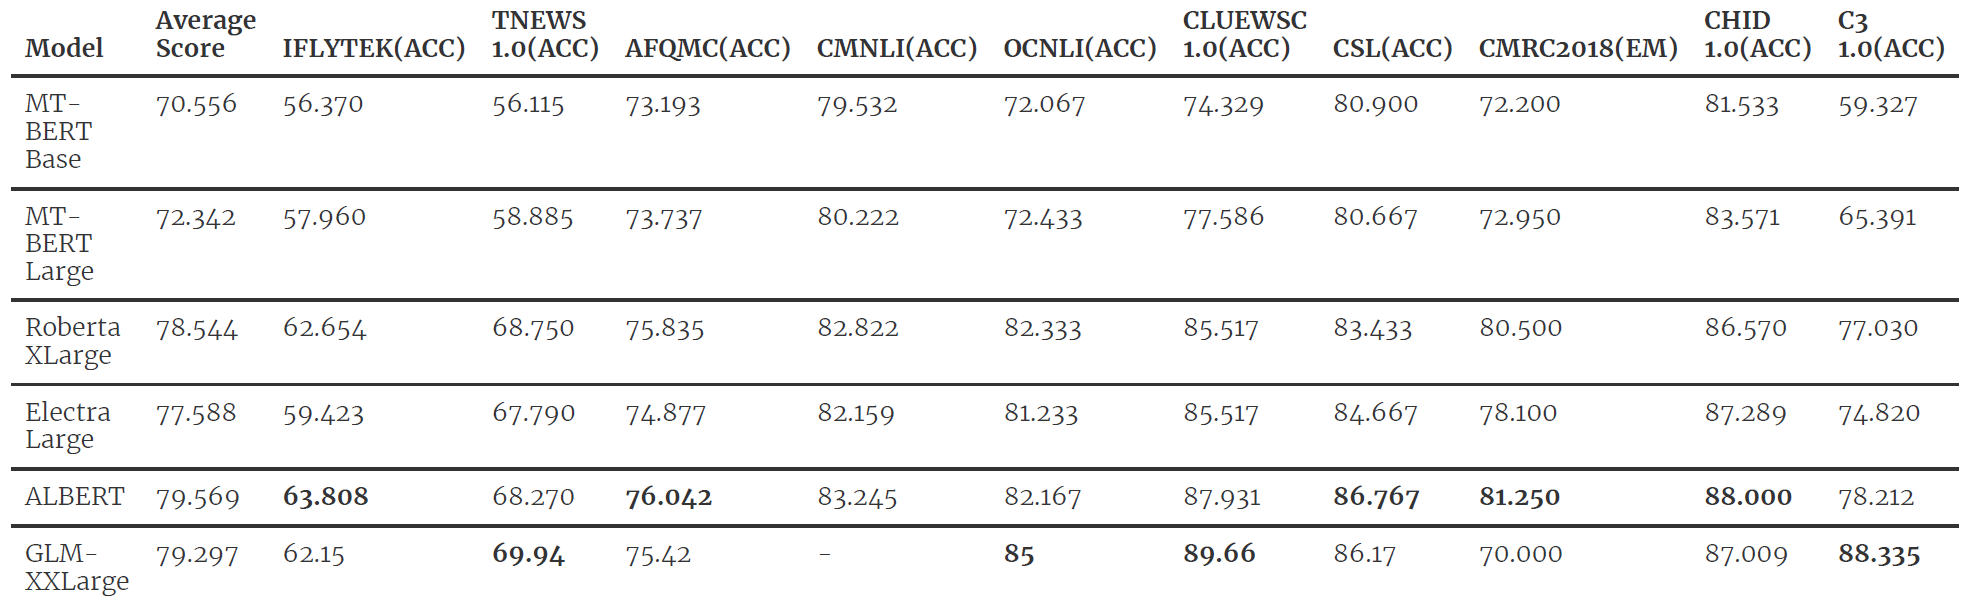 Model Average Score IFLYTEK(ACC) TNEWS 1.0(ACC) AFQMC(ACC) CMNLI(ACC) OCNLI(ACC) CLUEWSC 1.0(ACC) CSL(ACC) CMRC2018(EM) CHID 1.0(ACC) C3 1.0(ACC)
MT-BERT Base 70.556 56.370 56.115 73.193 79.532 72.067 74.329 80.900 72.200 81.533 59.327
MT-BERT Large 72.342 57.960 58.885 73.737 80.222 72.433 77.586 80.667 72.950 83.571 65.391
Roberta XLarge 78.544 62.654 68.750 75.835 82.822 82.333 85.517 83.433 80.500 86.570 77.030
Electra Large 77.588 59.423 67.790 74.877 82.159 81.233 85.517 84.667 78.100 87.289 74.820
ALBERT 79.569 63.808 68.270 76.042 83.245 82.167 87.931 86.767 81.250 88.000 78.212
GLM-XXLarge 79.297 62.15 69.94 75.42 - 85 89.66 86.17 70.000 87.009 88.335